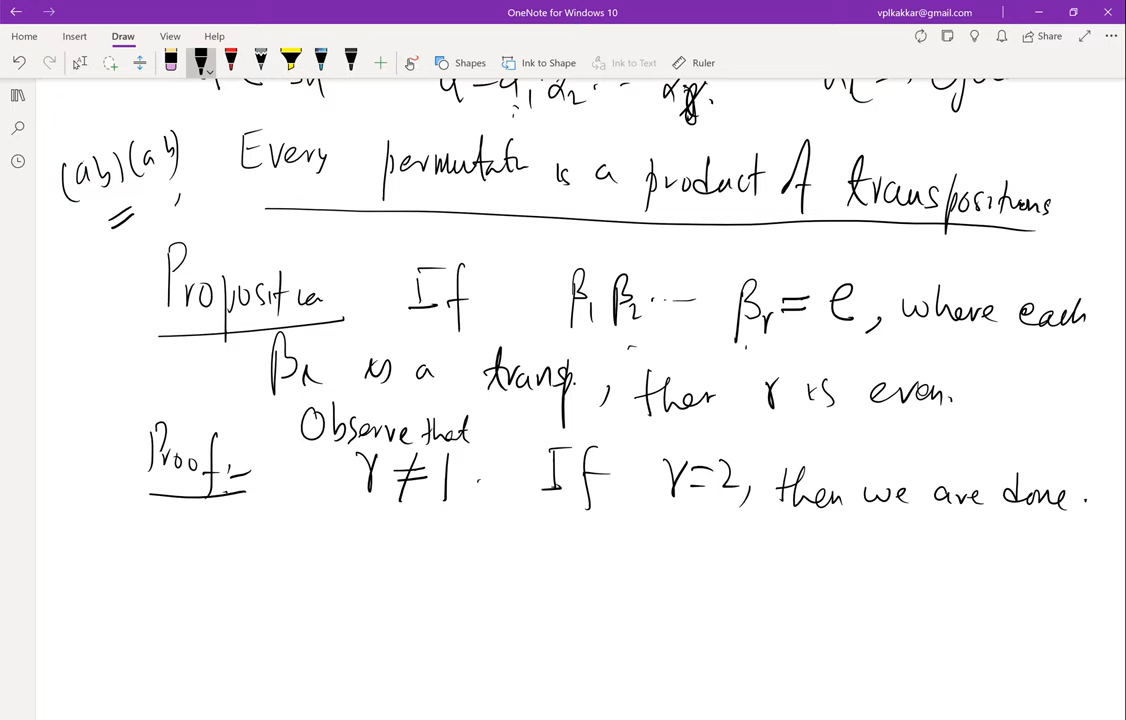 OneNote for Windows 10
vplkakkar@gmail.com
Home Insert Draw View Help
Share
Shapes Ink to Shape Ink to Text Ruler
(ab)(ab), Every permutatn is a product of transpositions
Proposition If β₁β₂... βᵣ = e, where each
is a transp., then r is even.
Proof:- Observe that
r ≠ 1. If r=2, then we are done.